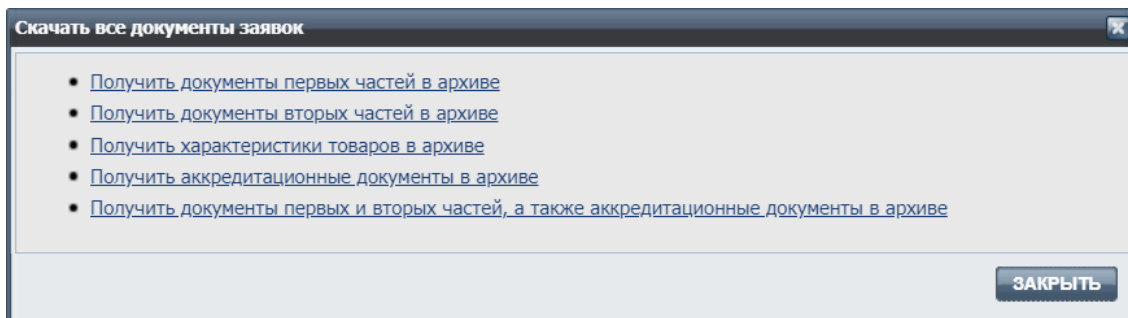 Скачать все документы заявок
Получить документы первых частей в архиве
Получить документы вторых частей в архиве
Получить характеристики товаров в архиве
Получить аккредитационные документы в архиве
Получить документы первых и вторых частей, а также аккредитационные документы в архиве
ЗАКРЫТЬ